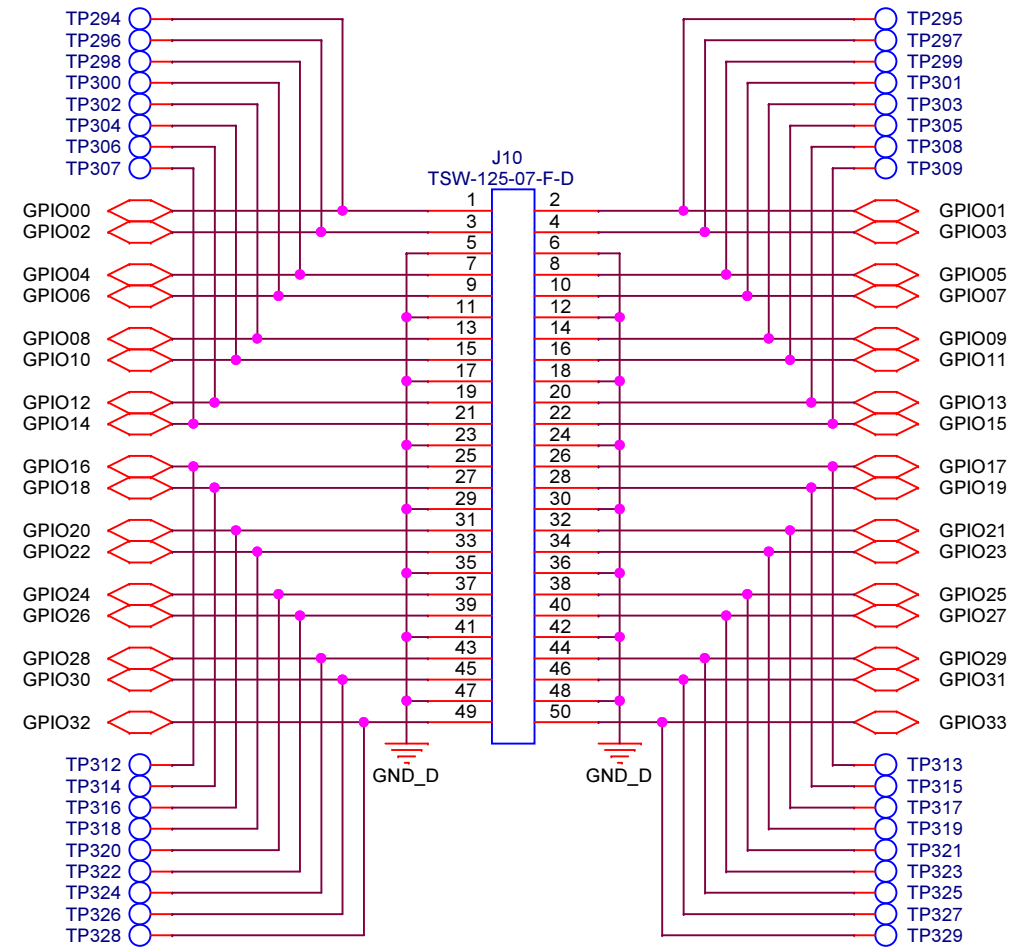 TP294 TP295
TP296 TP297
TP298 TP299
TP300 TP301
TP302 TP303
TP304 TP305
TP306 TP308
TP307 TP309
J10
TSW-125-07-F-D
GPIO00 1 2 GPIO01
GPIO02 3 4 GPIO03
5 6
GPIO04 7 8 GPIO05
GPIO06 9 10 GPIO07
11 12
GPIO08 13 14 GPIO09
GPIO10 15 16 GPIO11
17 18
GPIO12 19 20 GPIO13
GPIO14 21 22 GPIO15
23 24
GPIO16 25 26 GPIO17
GPIO18 27 28 GPIO19
29 30
GPIO20 31 32 GPIO21
GPIO22 33 34 GPIO23
35 36
GPIO24 37 38 GPIO25
GPIO26 39 40 GPIO27
41 42
GPIO28 43 44 GPIO29
GPIO30 45 46 GPIO31
47 48
GPIO32 49 50 GPIO33
GND_D GND_D
TP312 TP313
TP314 TP315
TP316 TP317
TP318 TP319
TP320 TP321
TP322 TP323
TP324 TP325
TP326 TP327
TP328 TP329